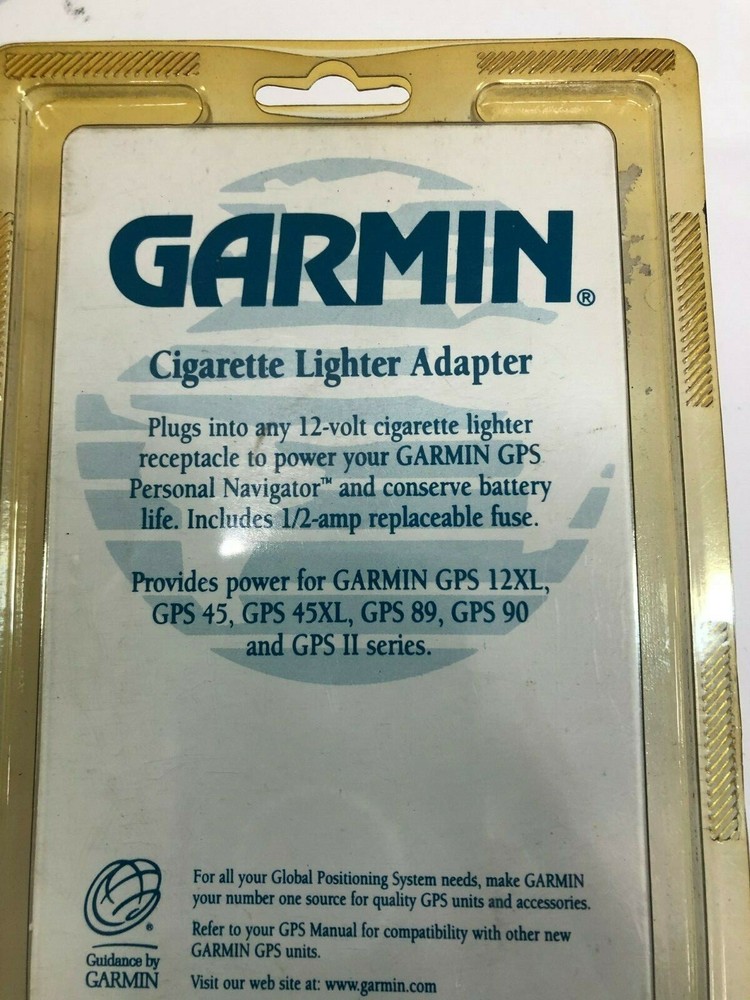 GARMIN®
Cigarette Lighter Adapter
Plugs into any 12-volt cigarette lighter
receptacle to power your GARMIN GPS
Personal Navigator™ and conserve battery
life. Includes 1/2-amp replaceable fuse.
Provides power for GARMIN GPS 12XL,
GPS 45, GPS 45XL, GPS 89, GPS 90
and GPS II series.
For all your Global Positioning System needs, make GARMIN
your number one source for quality GPS units and accessories.
Refer to your GPS Manual for compatibility with other new
GARMIN GPS units.
Visit our web site at: www.garmin.com
®
Guidance by
GARMIN